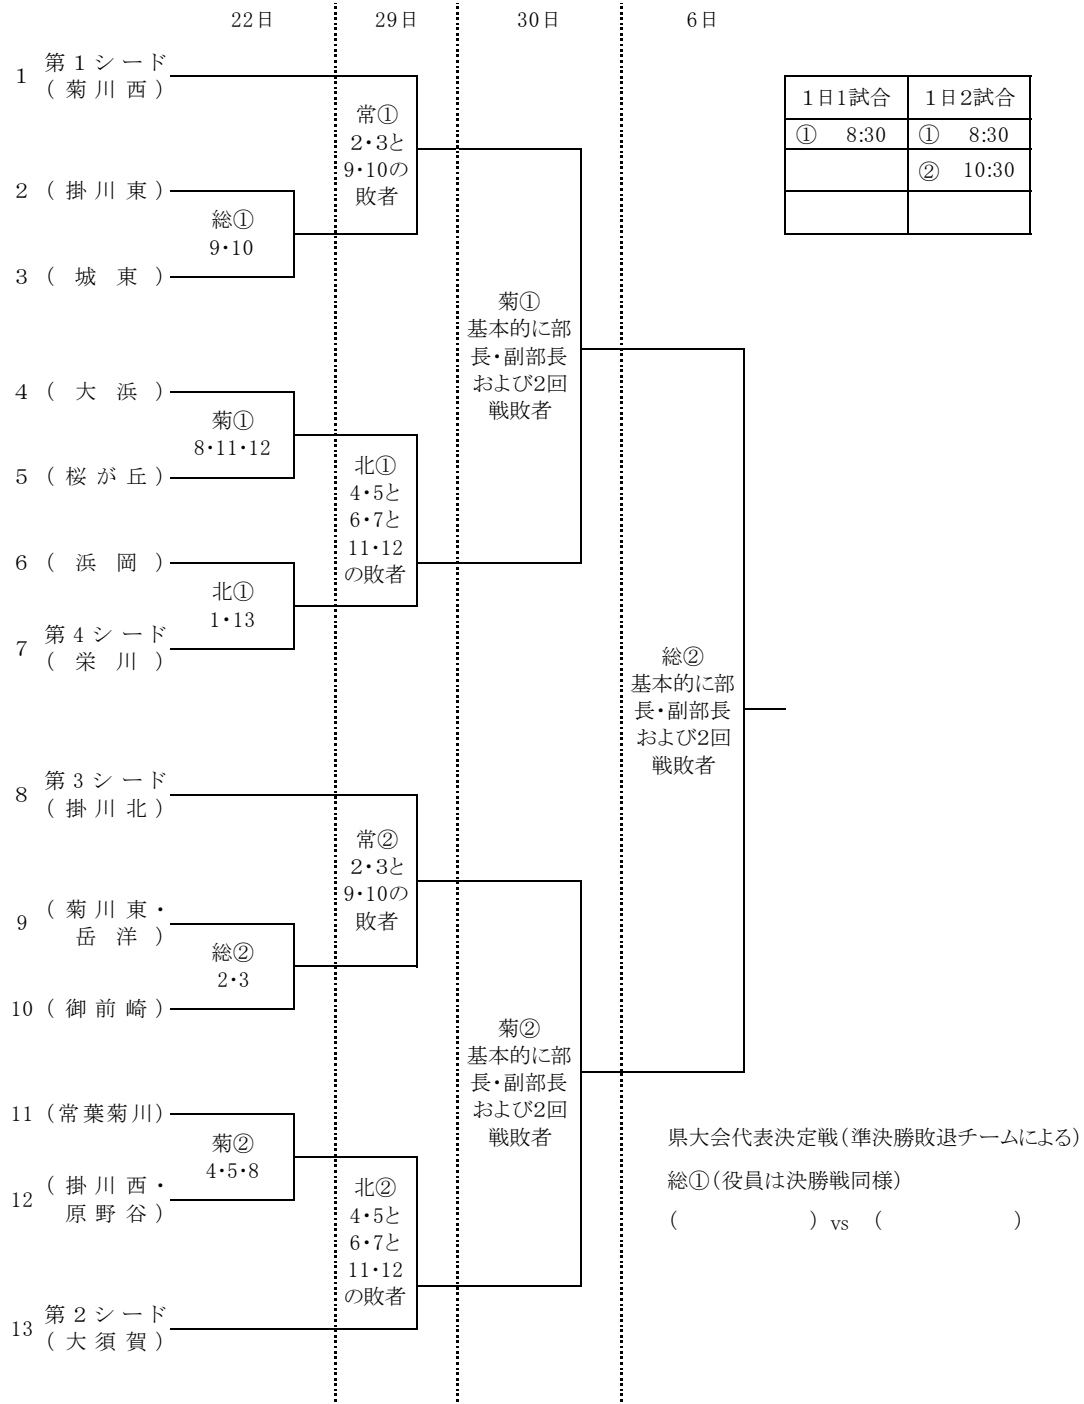 22日 29日 30日 6日
1 第１シード
（菊川西）
2 （掛川東）
3 （城東）
4 （大浜）
5 （桜が丘）
6 （浜岡）
7 第４シード
（栄川）
8 第３シード
（掛川北）
9 （菊川東・
岳洋）
10 （御前崎）
11 （常葉菊川）
12 （掛川西・
原野谷）
13 第２シード
（大須賀）
総①
9・10
菊①
8・11・12
北①
1・13
総②
2・3
菊②
4・5・8
常①
2・3と
9・10の
敗者
北①
4・5と
6・7と
11・12
の敗者
常②
2・3と
9・10の
敗者
北②
4・5と
6・7と
11・12
の敗者
菊①
基本的に部
長・副部長
および2回
戦敗者
菊②
基本的に部
長・副部長
および2回
戦敗者
総②
基本的に部
長・副部長
および2回
戦敗者
１日1試合 １日２試合
① 8:30 ① 8:30
② 10:30
県大会代表決定戦（準決勝敗退チームによる）
総①（役員は決勝戦同様）
（　　　　　）vs（　　　　　）